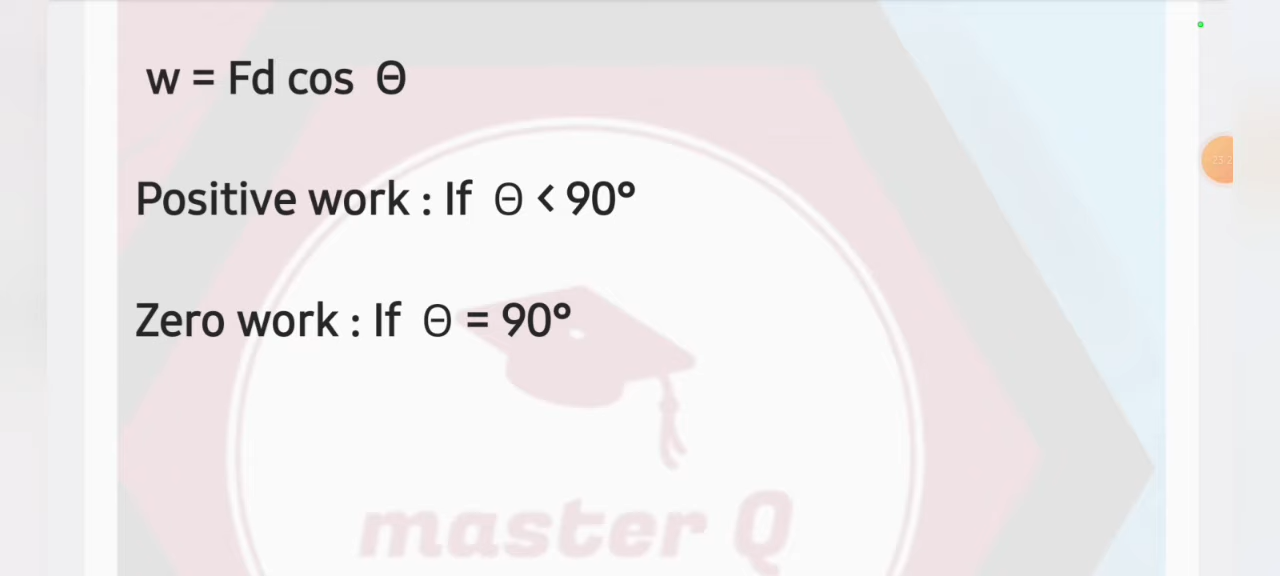 w = Fd cos Θ
Positive work : If Θ < 90°
Zero work : If Θ = 90°
master Q